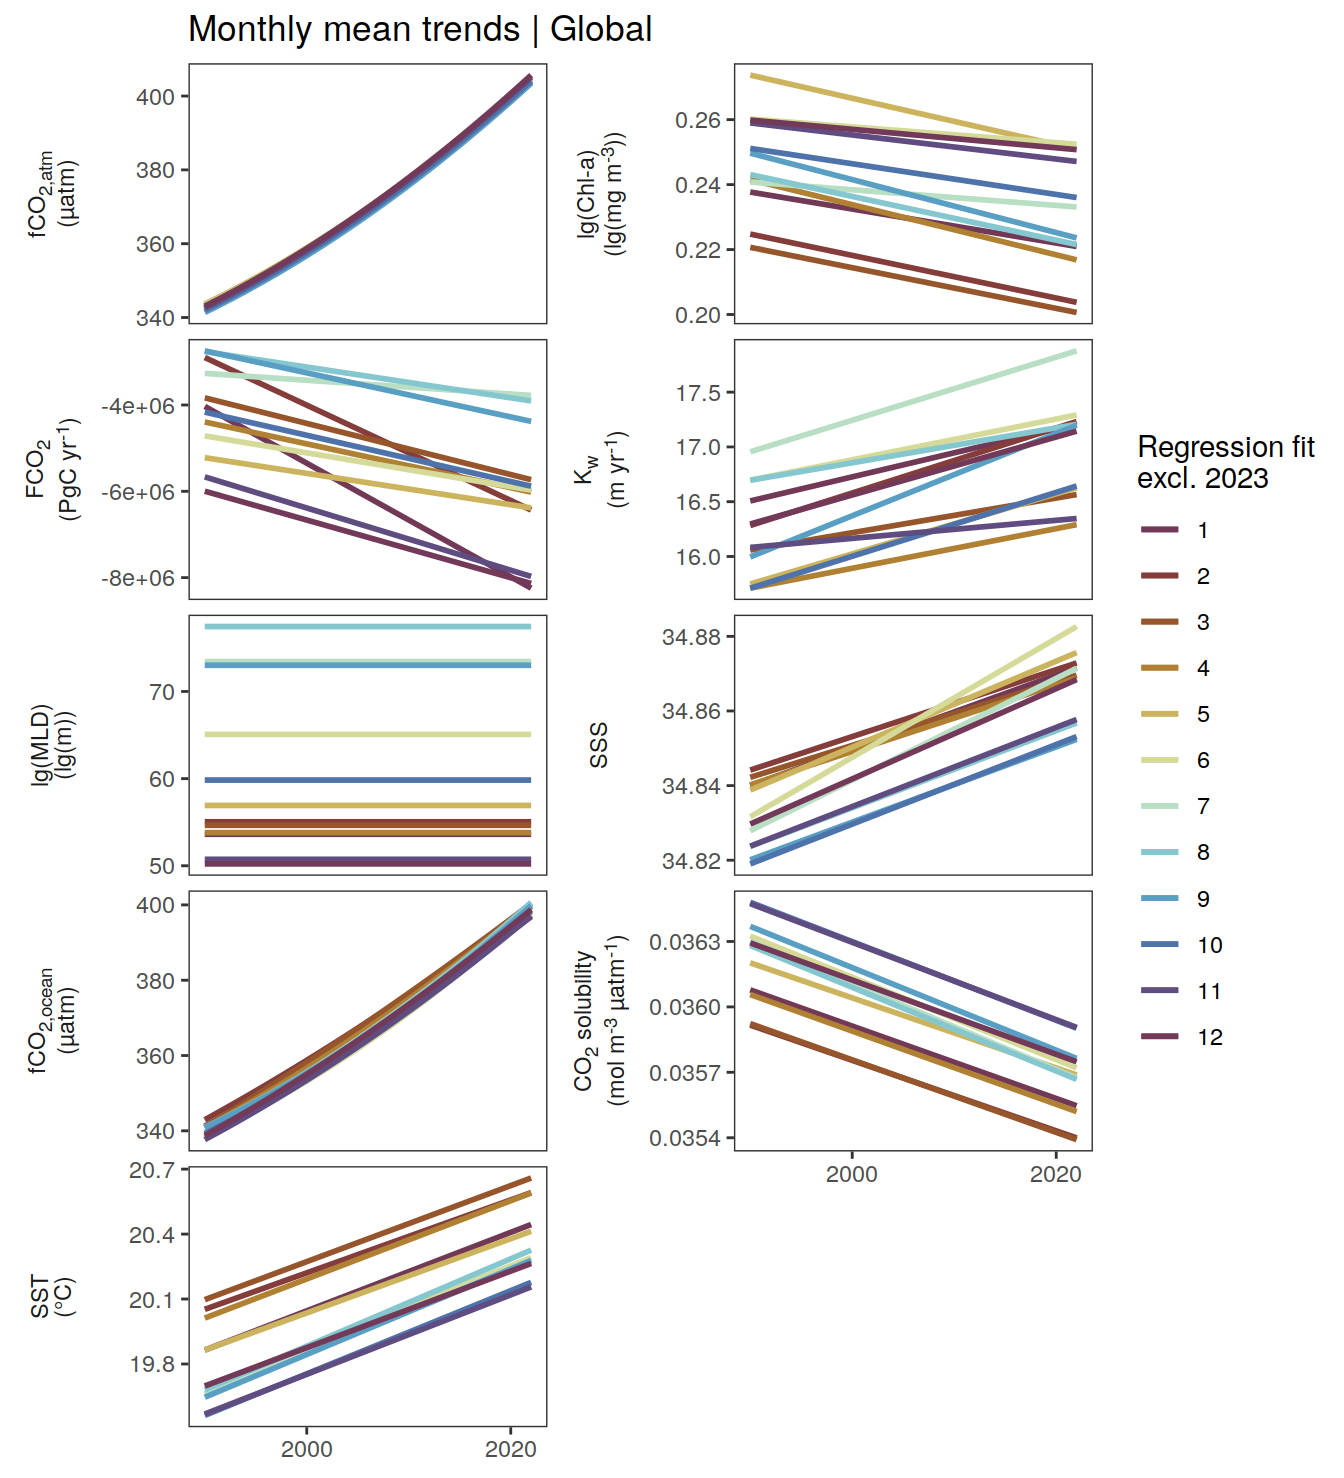 Monthly mean trends | Global
fCO2,atm
(µatm)
400
380
360
340
lg(Chl-a)
(lg(mg m-3))
0.26
0.24
0.22
0.20
FCO2
(PgC yr-1)
-4e+06
-6e+06
-8e+06
Kw
(m yr-1)
17.5
17.0
16.5
16.0
lg(MLD)
(lg(m))
70
60
50
SSS
34.88
34.86
34.84
34.82
fCO2,ocean
(µatm)
400
380
360
340
CO2 solubility
(mol m-3 µatm-1)
0.0363
0.0360
0.0357
0.0354
2000 2020
SST
(°C)
20.7
20.4
20.1
19.8
2000 2020
Regression fit
excl. 2023
1
2
3
4
5
6
7
8
9
10
11
12